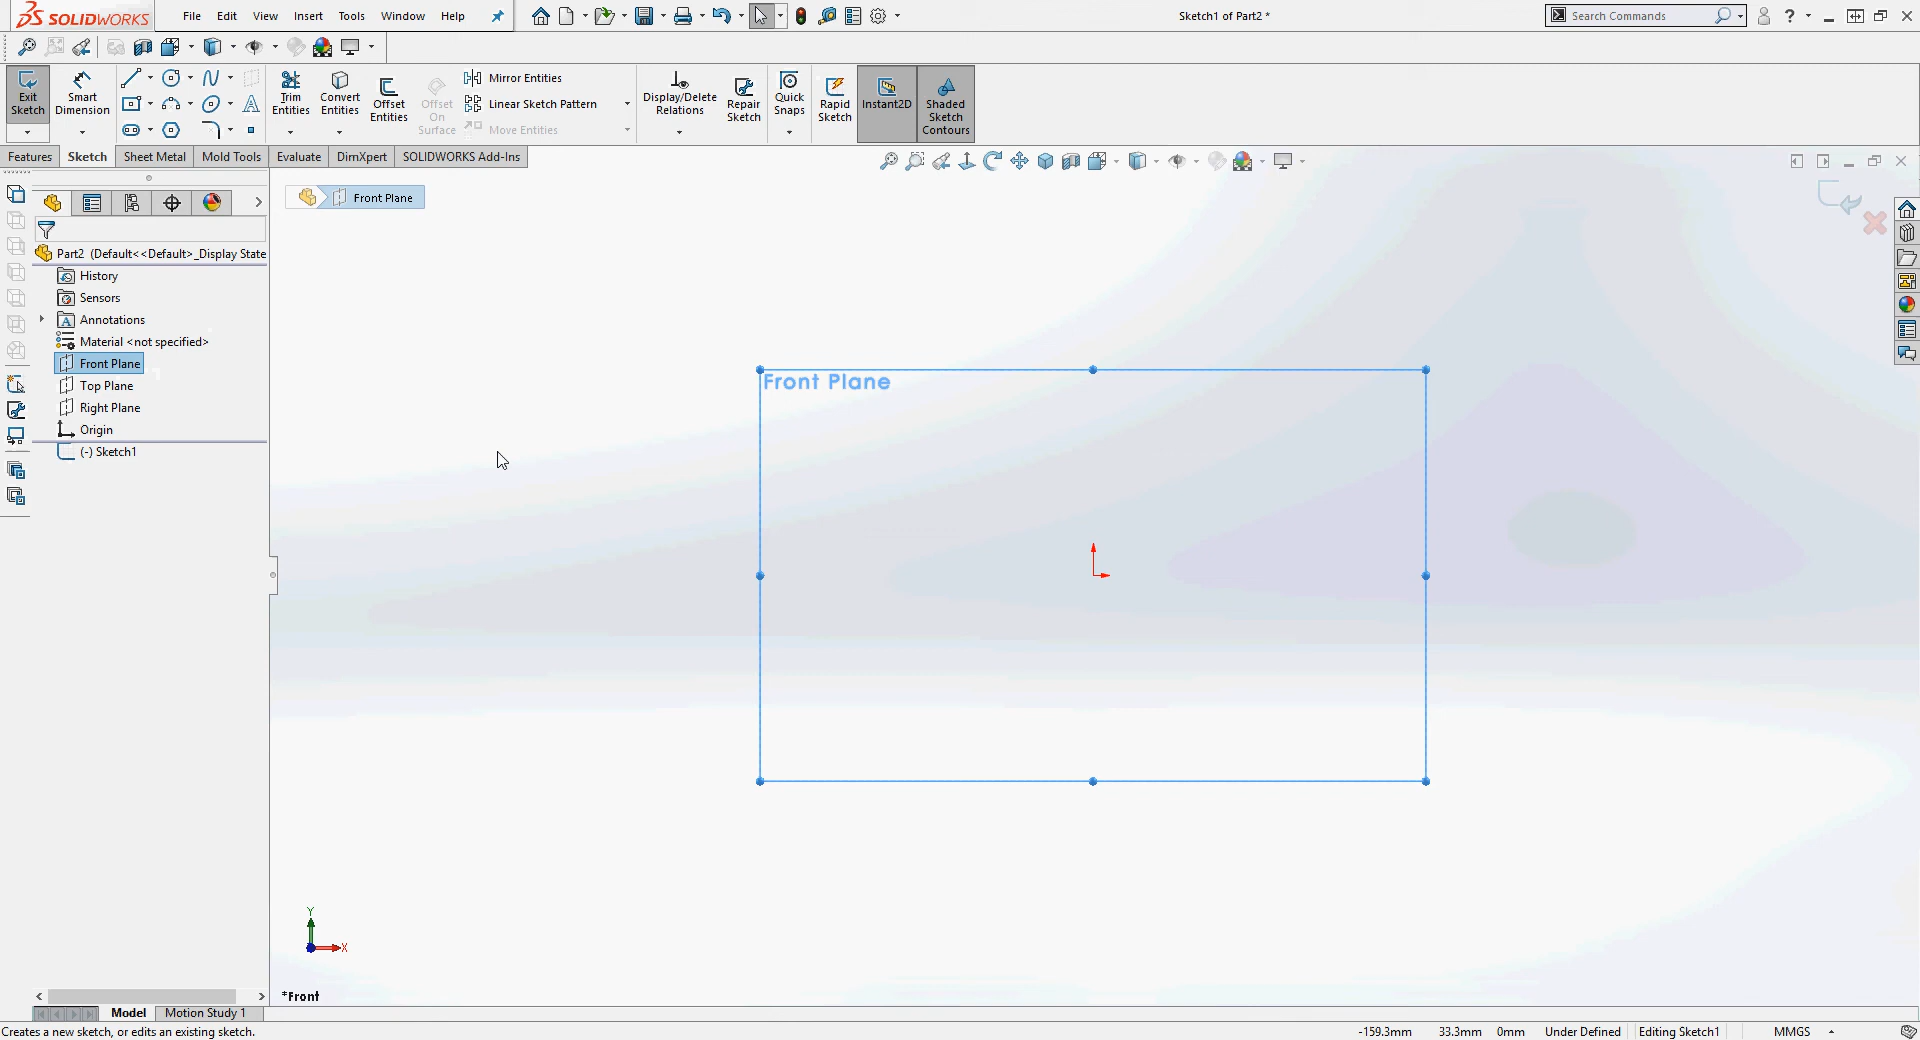 SOLIDWORKS
File Edit View Insert Tools Window Help
Sketch1 of Part2 *
Search Commands
Exit Sketch
Smart Dimension
Trim Entities
Convert Entities
Offset Entities
Offset On Surface
Mirror Entities
Linear Sketch Pattern
Move Entities
Display/Delete Relations
Repair Sketch
Quick Snaps
Rapid Sketch
Instant2D
Shaded Sketch Contours
Features Sketch Sheet Metal Mold Tools Evaluate DimXpert SOLIDWORKS Add-Ins
Front Plane
Part2 (Default<<Default>_Display State
History
Sensors
Annotations
Material <not specified>
Front Plane
Top Plane
Right Plane
Origin
(-) Sketch1
Front Plane
Y
X
*Front
Model Motion Study 1
Creates a new sketch, or edits an existing sketch.
-159.3mm 33.3mm 0mm Under Defined Editing Sketch1 MMGS